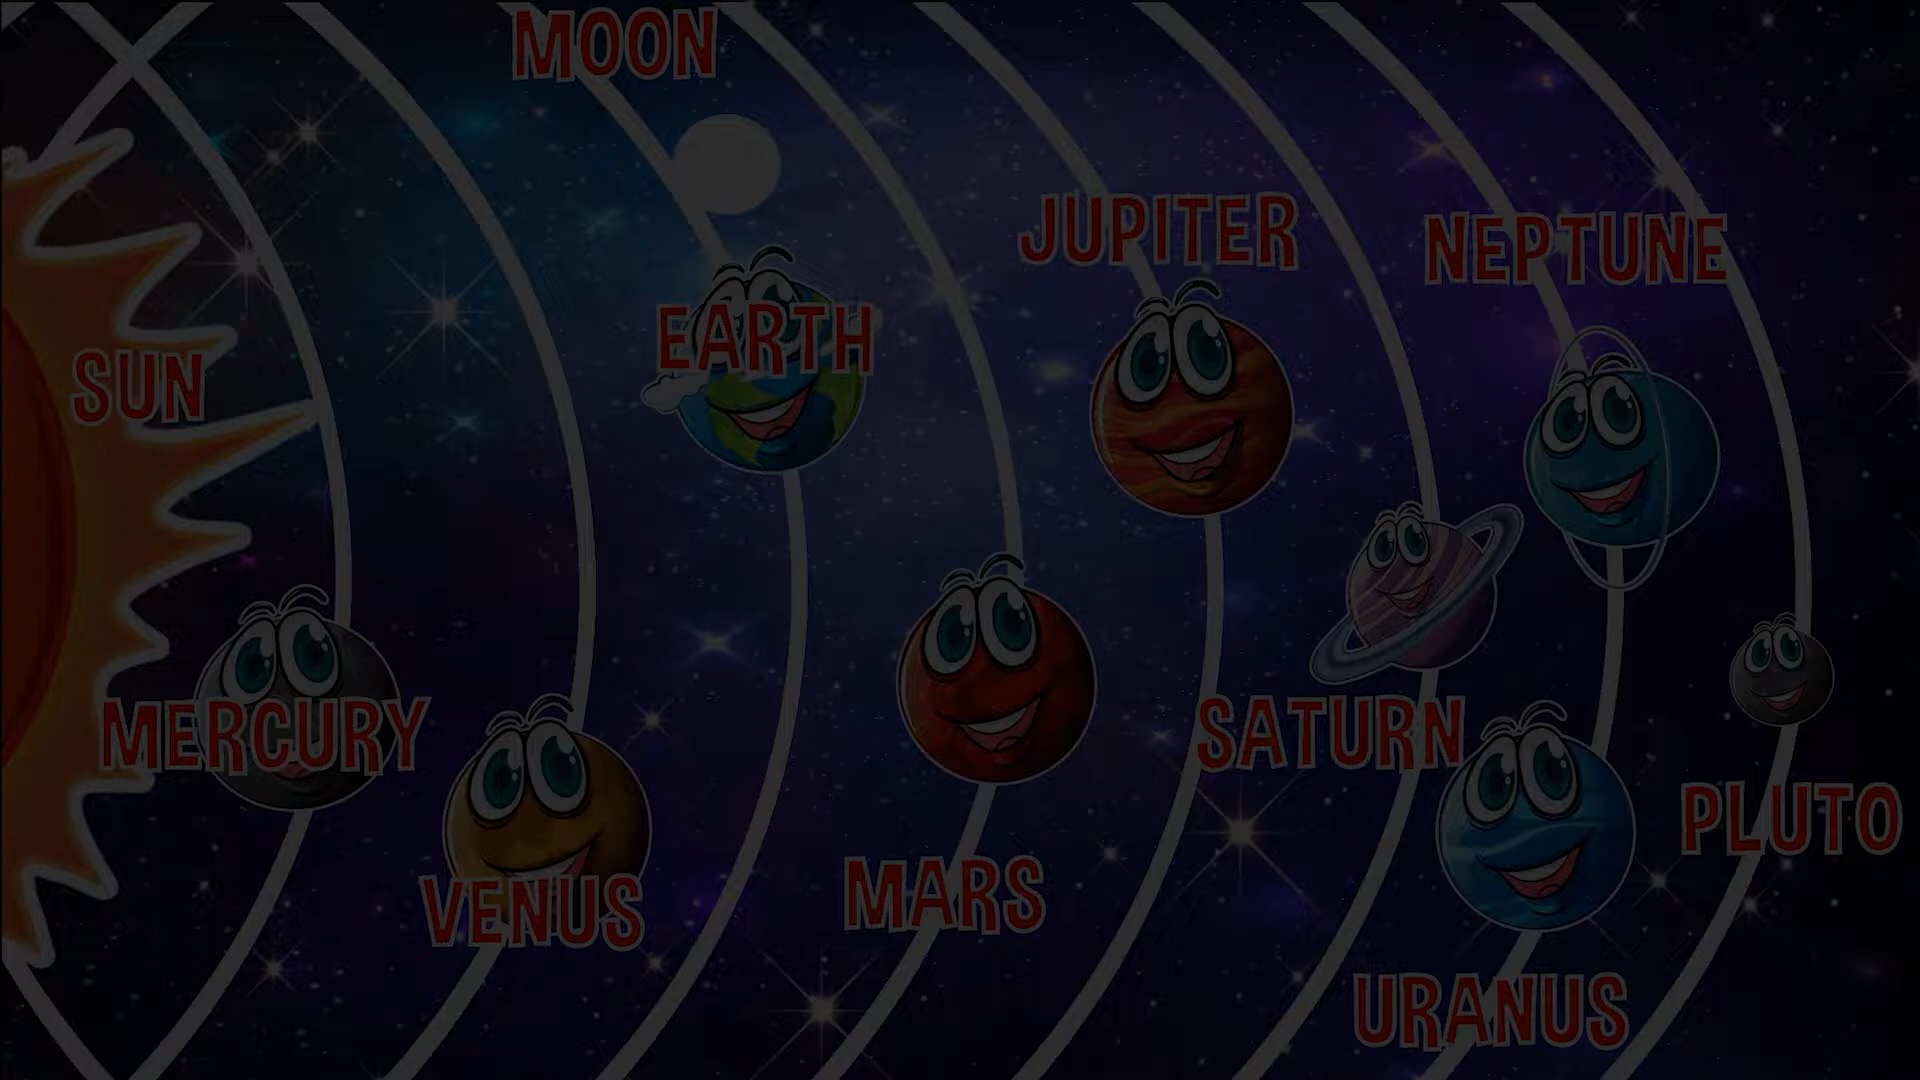 MOON
JUPITER
NEPTUNE
EARTH
SUN
MERCURY
SATURN
PLUTO
VENUS
MARS
URANUS